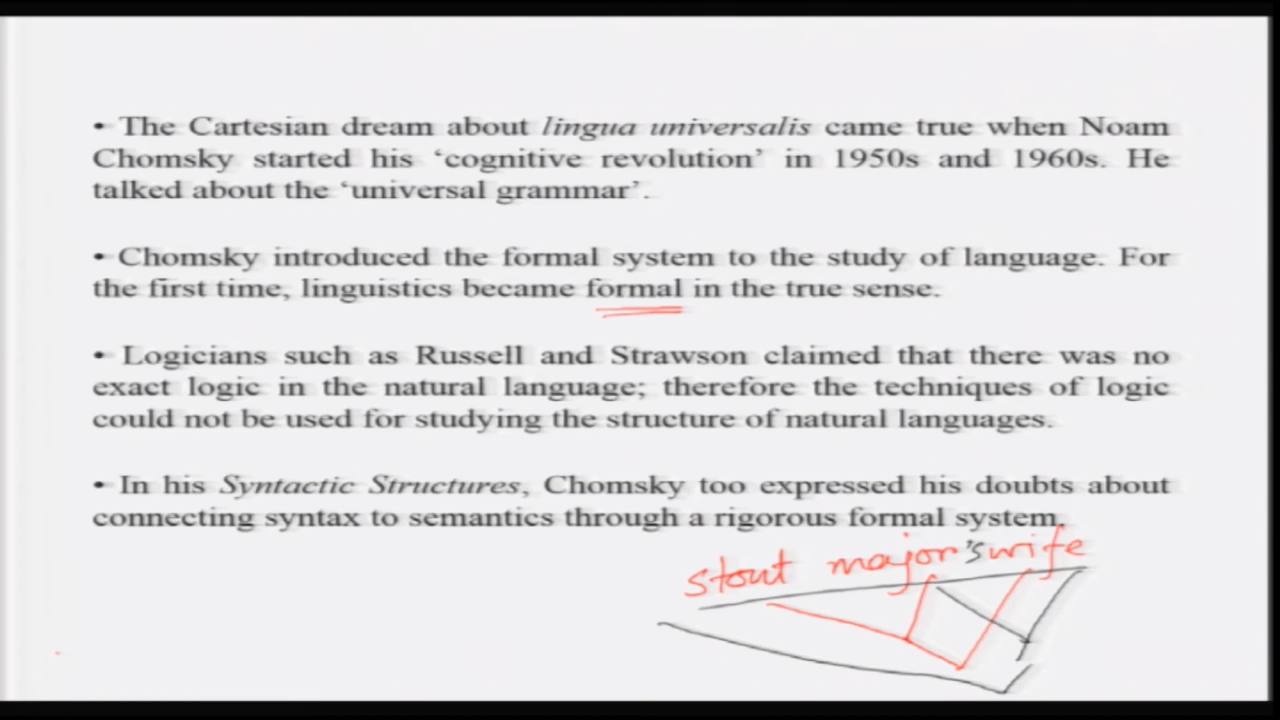 • The Cartesian dream about lingua universalis came true when Noam
Chomsky started his ‘cognitive revolution’ in 1950s and 1960s. He
talked about the ‘universal grammar’.
• Chomsky introduced the formal system to the study of language. For
the first time, linguistics became formal in the true sense.
• Logicians such as Russell and Strawson claimed that there was no
exact logic in the natural language; therefore the techniques of logic
could not be used for studying the structure of natural languages.
• In his Syntactic Structures, Chomsky too expressed his doubts about
connecting syntax to semantics through a rigorous formal system.
stout major's wife